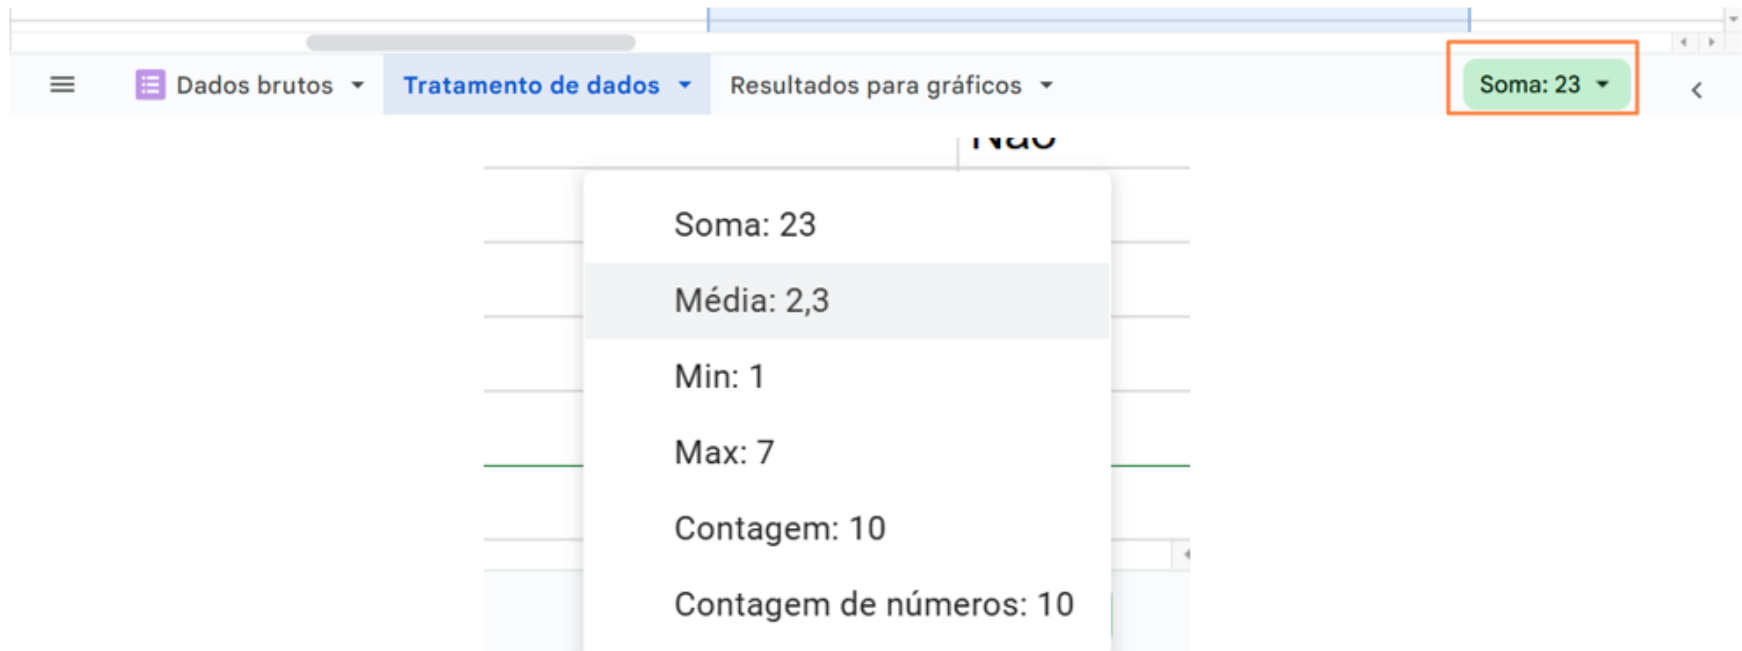 Dados brutos Tratamento de dados Resultados para gráficos Soma: 23
Não
Soma: 23
Média: 2,3
Min: 1
Max: 7
Contagem: 10
Contagem de números: 10